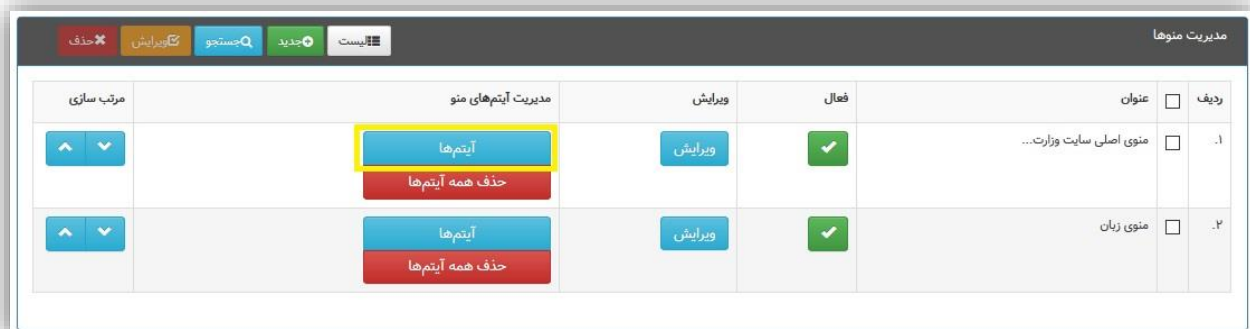 مدیریت منوها
لیست جدید جستجو ویرایش حذف
ردیف عنوان فعال ویرایش مدیریت آیتم‌های منو مرتب سازی
۱. منوی اصلی سایت وزارت... ویرایش آیتم‌ها
حذف همه آیتم‌ها
۲. منوی زبان ویرایش آیتم‌ها
حذف همه آیتم‌ها